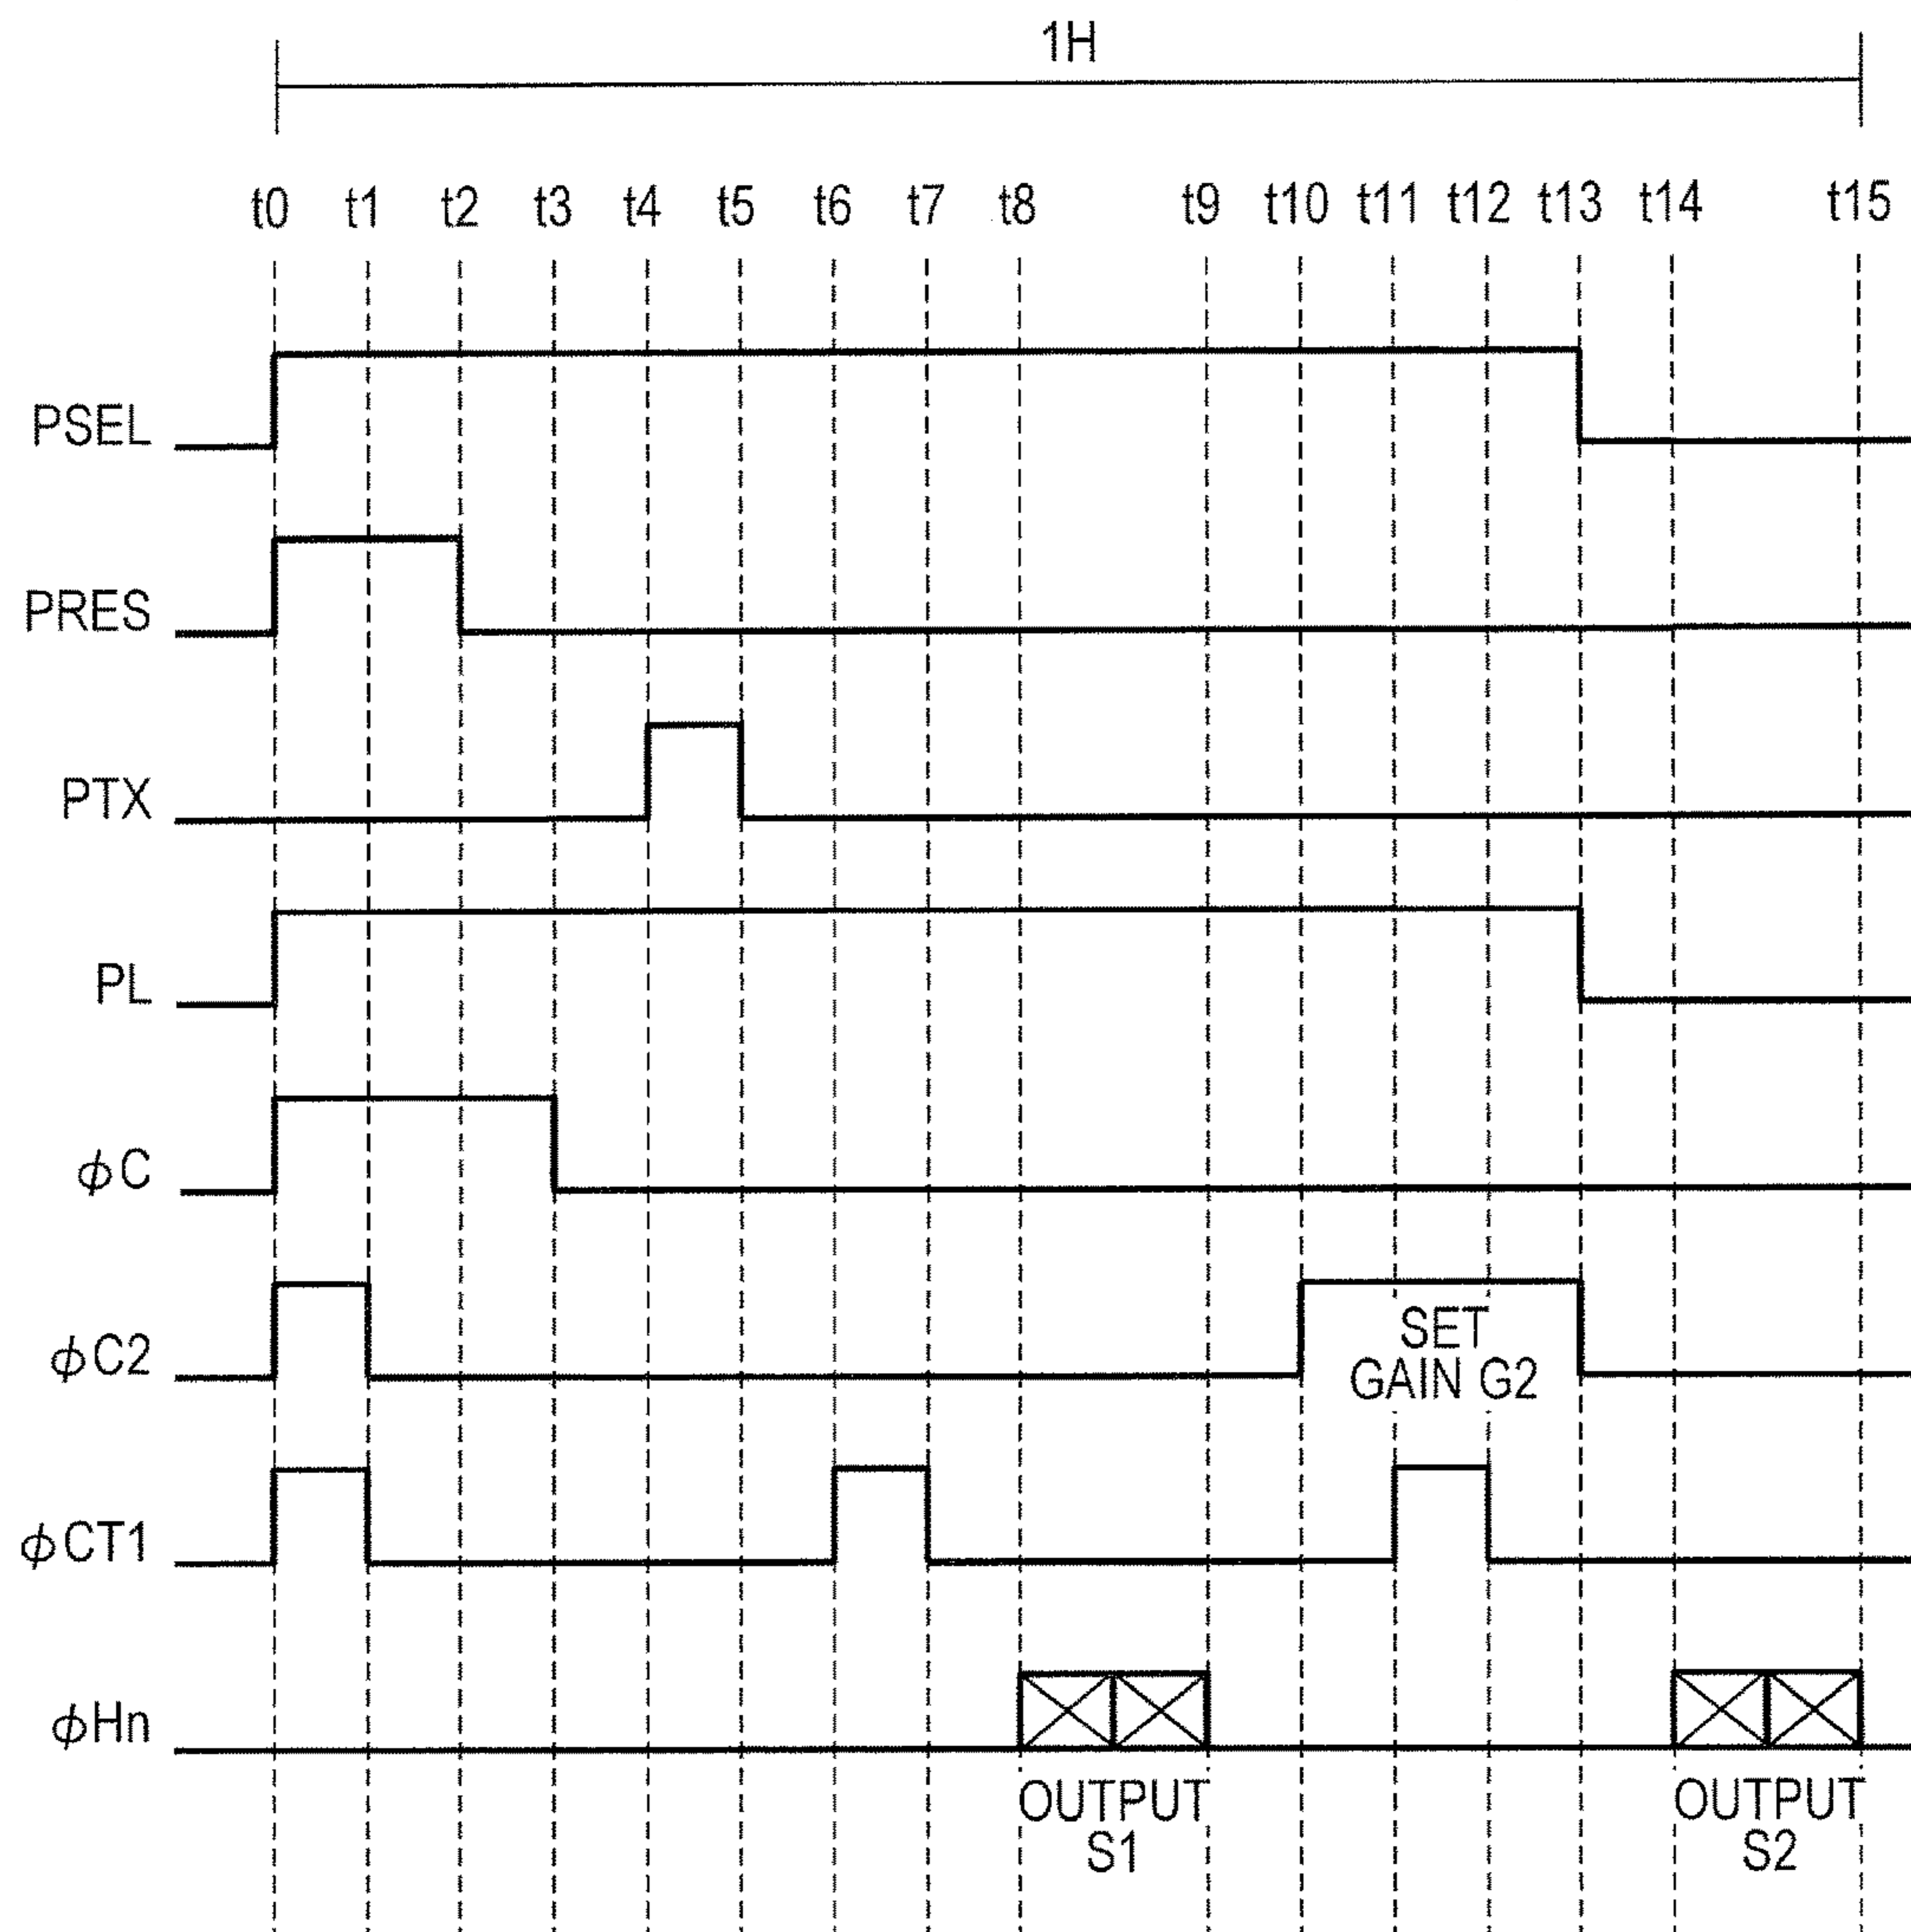 1H
t0 t1 t2 t3 t4 t5 t6 t7 t8 t9 t10 t11 t12 t13 t14 t15
PSEL
PRES
PTX
PL
ϕC
ϕC2
SET
GAIN G2
ϕCT1
ϕHn
OUTPUT
S1
OUTPUT
S2